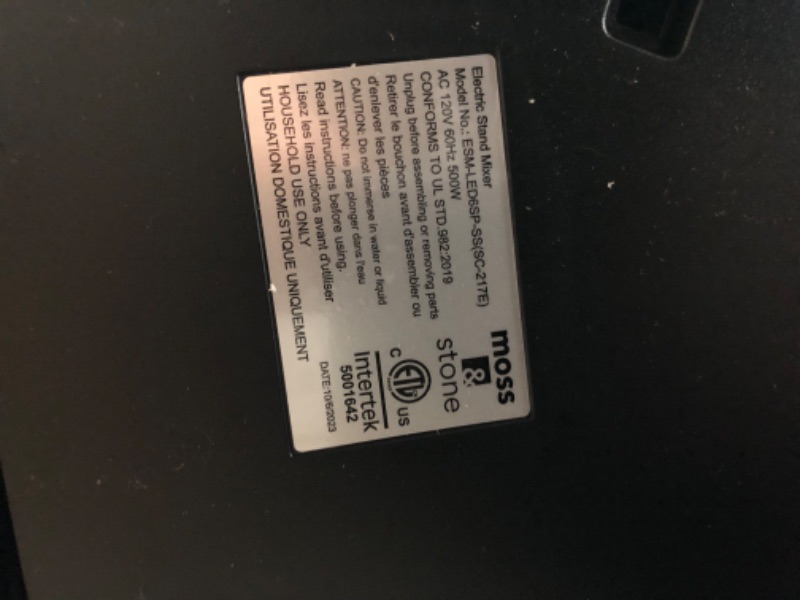 Electric Stand Mixer
Model No.: ESM-LED6SP-SS(SC-217E)
AC 120V 60Hz 500W
CONFORMS TO UL STD.982:2019
Unplug before assembling or removing parts
Retirer le bouchon avant d'assembler ou
d'enlever les pièces
CAUTION: Do not immerse in water or liquid
ATTENTION: ne pas plonger dans l'eau
Read instructions before using.
Lisez les instructions avant d'utiliser
HOUSEHOLD USE ONLY
UTILISATION DOMESTIQUE UNIQUEMENT
moss
&
stone
C ETL US
Intertek
5001642
DATE:10/6/2023